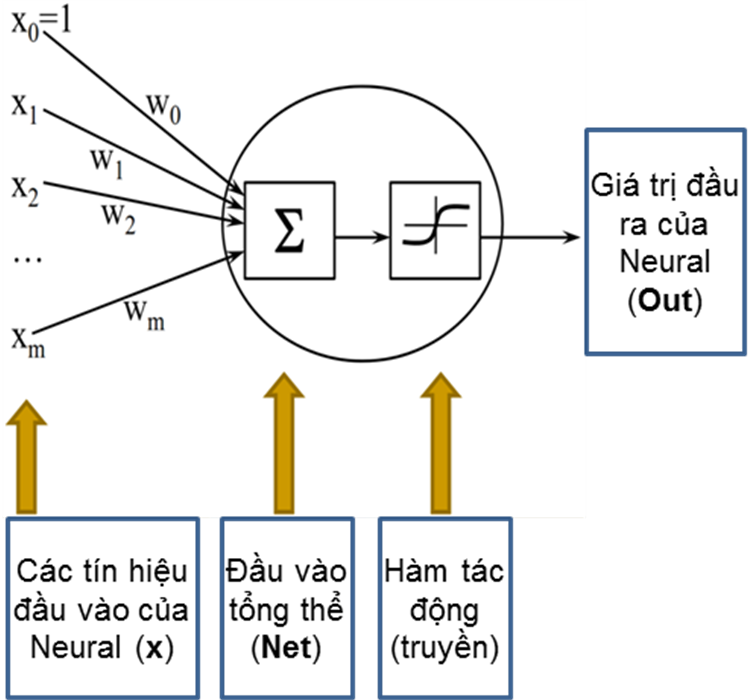 x0=1
w0
x1
w1
x2
w2
…
wm
xm
Σ
Giá trị đầu
ra của
Neural
(Out)
Các tín hiệu
đầu vào của
Neural (x)
Đầu vào
tổng thể
(Net)
Hàm tác
động
(truyền)